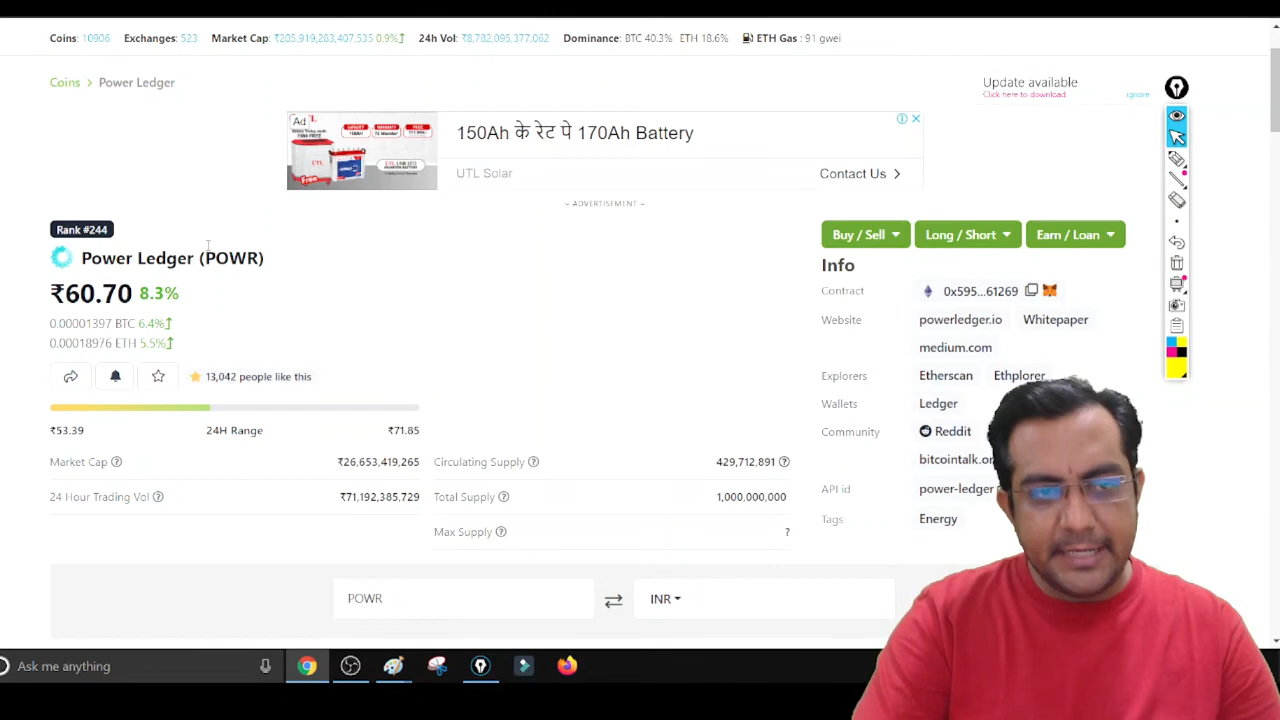 Coins: 10906 Exchanges: 523 Market Cap: ₹205,919,283,407,535 0.9% 24h Vol: ₹8,782,095,377,062 Dominance: BTC 40.3% ETH 18.6% ETH Gas : 91 gwei
Coins > Power Ledger
Update available
Click here to download ignore
Ad
150Ah के रेट पे 170Ah Battery
UTL Solar Contact Us >
~ ADVERTISEMENT ~
Rank #244
Power Ledger (POWR)
₹60.70 8.3%
0.00001397 BTC 6.4%
0.00018976 ETH 5.5%
13,042 people like this
₹53.39 24H Range ₹71.85
Market Cap ₹26,653,419,265
24 Hour Trading Vol ₹71,192,385,729
Circulating Supply 429,712,891
Total Supply 1,000,000,000
Max Supply ?
Buy / Sell Long / Short Earn / Loan
Info
Contract 0x595...61269
Website powerledger.io Whitepaper
medium.com
Explorers Etherscan Ethplorer
Wallets Ledger
Community Reddit
bitcointalk.or
API id power-ledger
Tags Energy
POWR INR
Ask me anything